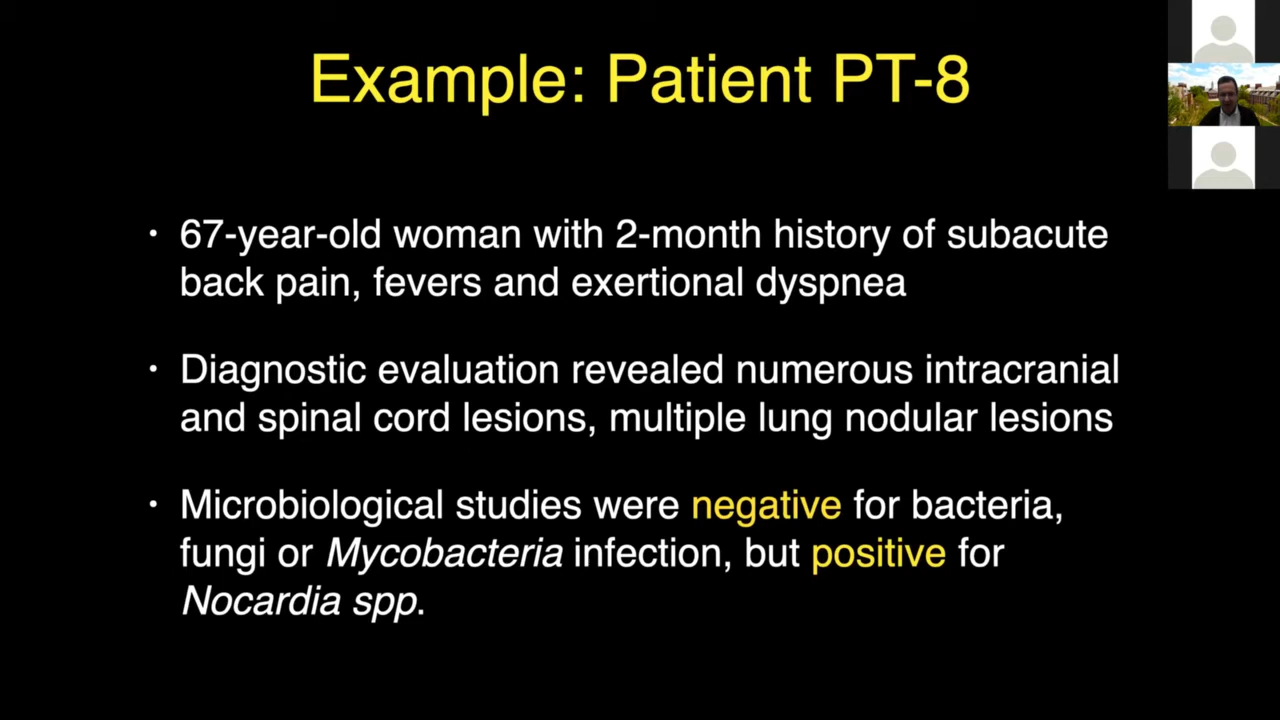 Example: Patient PT-8
• 67-year-old woman with 2-month history of subacute
back pain, fevers and exertional dyspnea
• Diagnostic evaluation revealed numerous intracranial
and spinal cord lesions, multiple lung nodular lesions
• Microbiological studies were negative for bacteria,
fungi or Mycobacteria infection, but positive for
Nocardia spp.